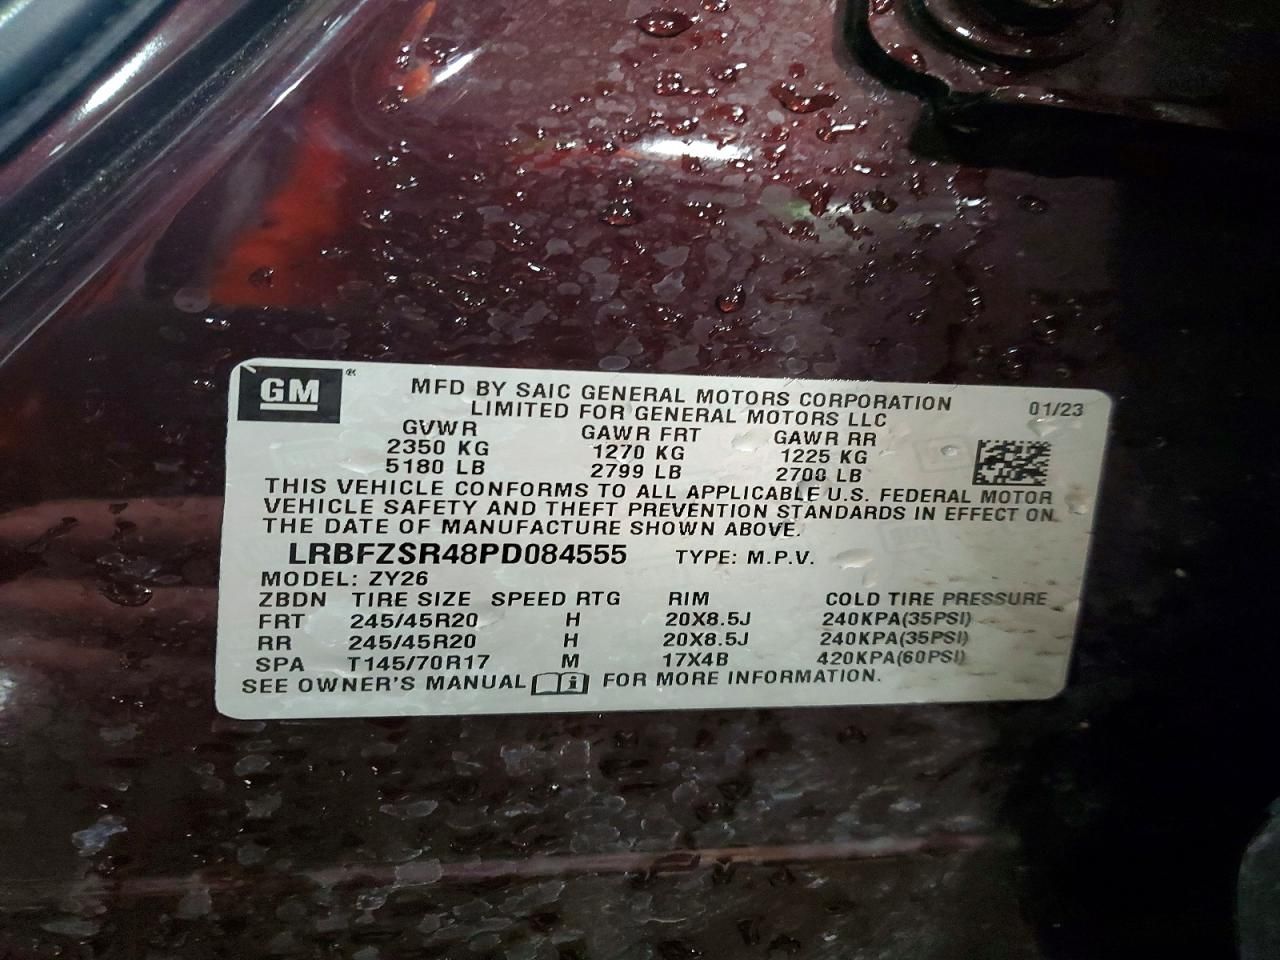 GM®
MFD BY SAIC GENERAL MOTORS CORPORATION 01/23
LIMITED FOR GENERAL MOTORS LLC
GVWR GAWR FRT GAWR RR
2350 KG 1270 KG 1225 KG
5180 LB 2799 LB 2700 LB
THIS VEHICLE CONFORMS TO ALL APPLICABLE U.S. FEDERAL MOTOR
VEHICLE SAFETY AND THEFT PREVENTION STANDARDS IN EFFECT ON
THE DATE OF MANUFACTURE SHOWN ABOVE.
LRBFZSR48PD084555 TYPE: M.P.V.
MODEL: ZY26
ZBDN TIRE SIZE SPEED RTG RIM COLD TIRE PRESSURE
FRT 245/45R20 H 20X8.5J 240KPA(35PSI)
RR 245/45R20 H 20X8.5J 240KPA(35PSI)
SPA T145/70R17 M 17X4B 420KPA(60PSI)
SEE OWNER'S MANUAL FOR MORE INFORMATION.